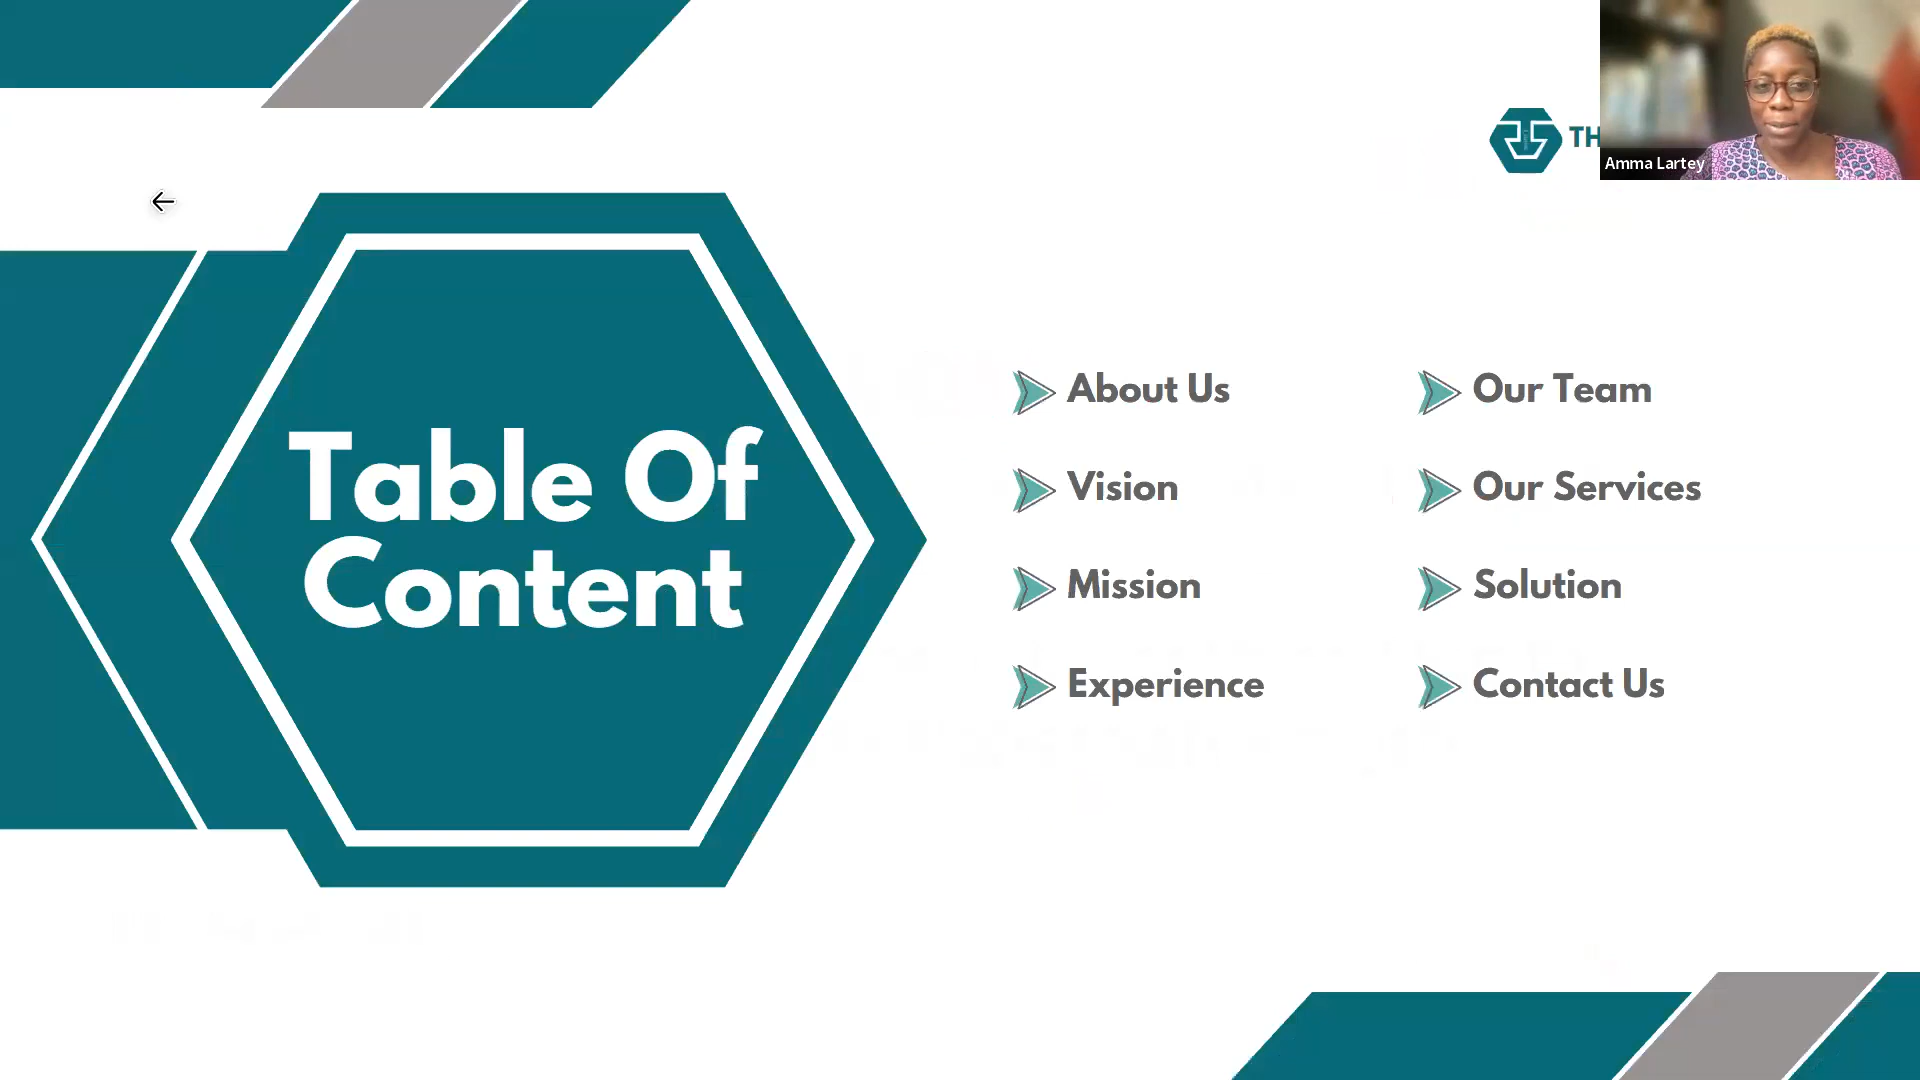 TH
Amma Lartey
Table Of
Content
About Us
Vision
Mission
Experience
Our Team
Our Services
Solution
Contact Us